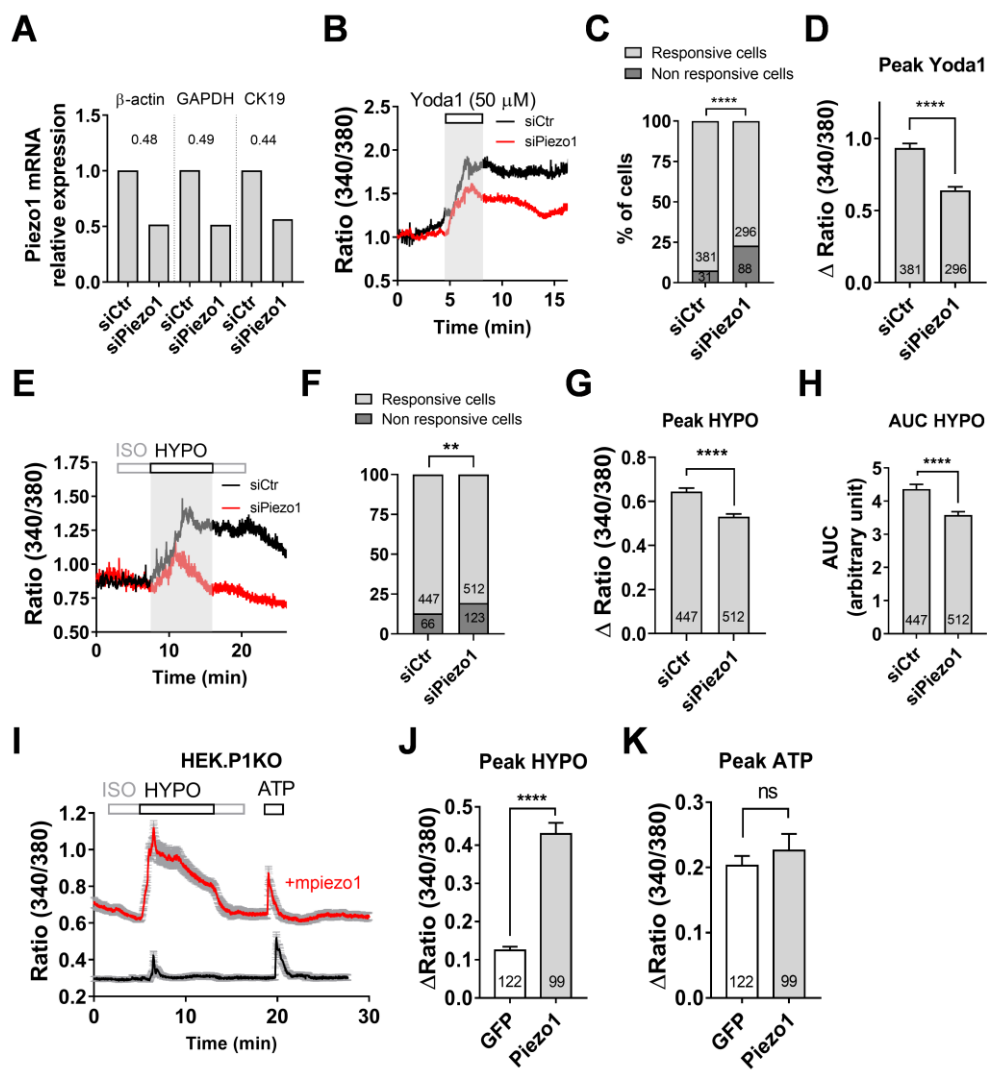 A
β-actin GAPDH CK19
0.48 0.49 0.44
Piezo1 mRNA
relative expression
1.5
1.0
0.5
0.0
siCtr
siPiezo1
siCtr
siPiezo1
siCtr
siPiezo1
B
Yoda1 (50 μM)
siCtr
siPiezo1
Ratio (340/380)
2.5
2.0
1.5
1.0
0.5
0 5 10 15
Time (min)
C
Responsive cells
Non responsive cells
****
% of cells
100
75
50
25
0
381
31
296
88
siCtr
siPiezo1
D
Peak Yoda1
****
Δ Ratio (340/380)
1.0
0.5
0.0
381 296
siCtr
siPiezo1
E
ISO HYPO
siCtr
siPiezo1
Ratio (340/380)
1.75
1.50
1.25
1.00
0.75
0.50
0 10 20
Time (min)
F
Responsive cells
Non responsive cells
**
100
75
50
25
0
447
66
512
123
siCtr
siPiezo1
G
Peak HYPO
****
Δ Ratio (340/380)
0.8
0.6
0.4
0.2
0.0
447 512
siCtr
siPiezo1
H
AUC HYPO
****
AUC
(arbitrary unit)
5
4
3
2
1
0
447 512
siCtr
siPiezo1
I
HEK.P1KO
ISO HYPO ATP
+mpiezo1
Ratio (340/380)
1.2
1.0
0.8
0.6
0.4
0.2
0 10 20 30
Time (min)
J
Peak HYPO
****
ΔRatio (340/380)
0.5
0.4
0.3
0.2
0.1
0.0
122 99
GFP
Piezo1
K
Peak ATP
ns
ΔRatio (340/380)
0.3
0.2
0.1
0.0
122 99
GFP
Piezo1